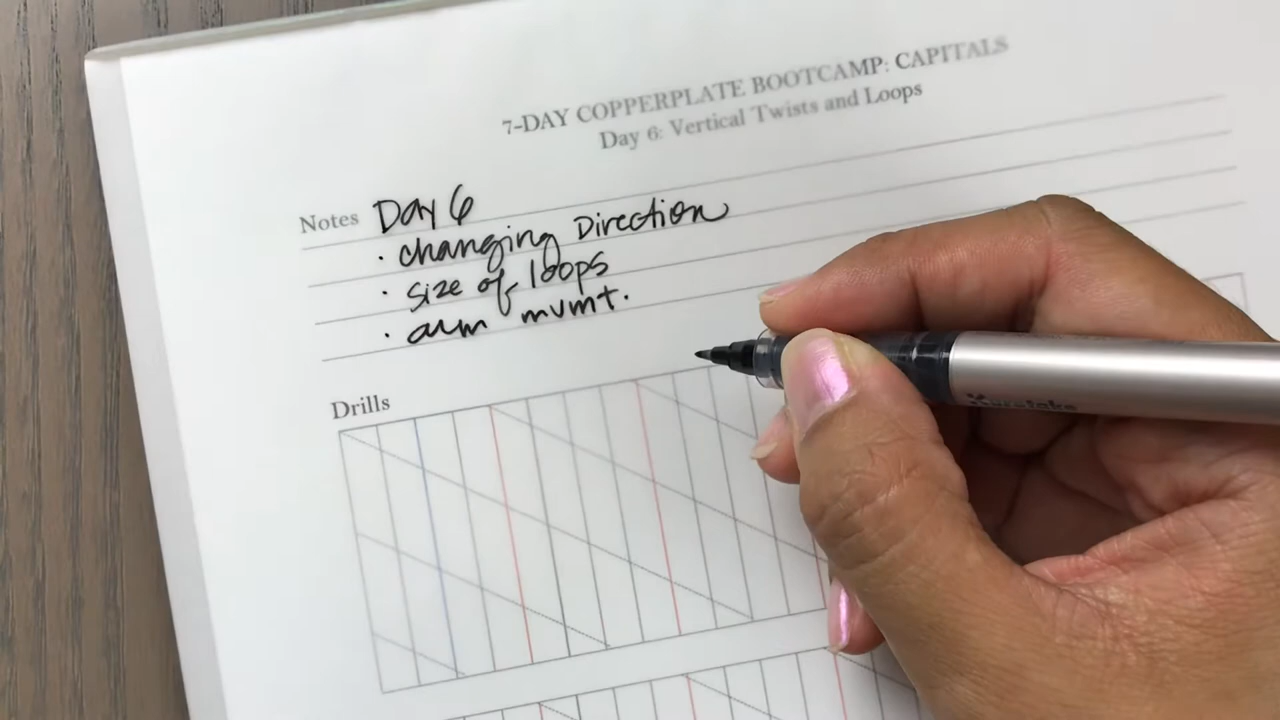 7-DAY COPPERPLATE BOOTCAMP: CAPITALS
Day 6: Vertical Twists and Loops
Notes Day 6
· changing Direction
· size of loops
· arm mvmt.
Drills
Kuretake